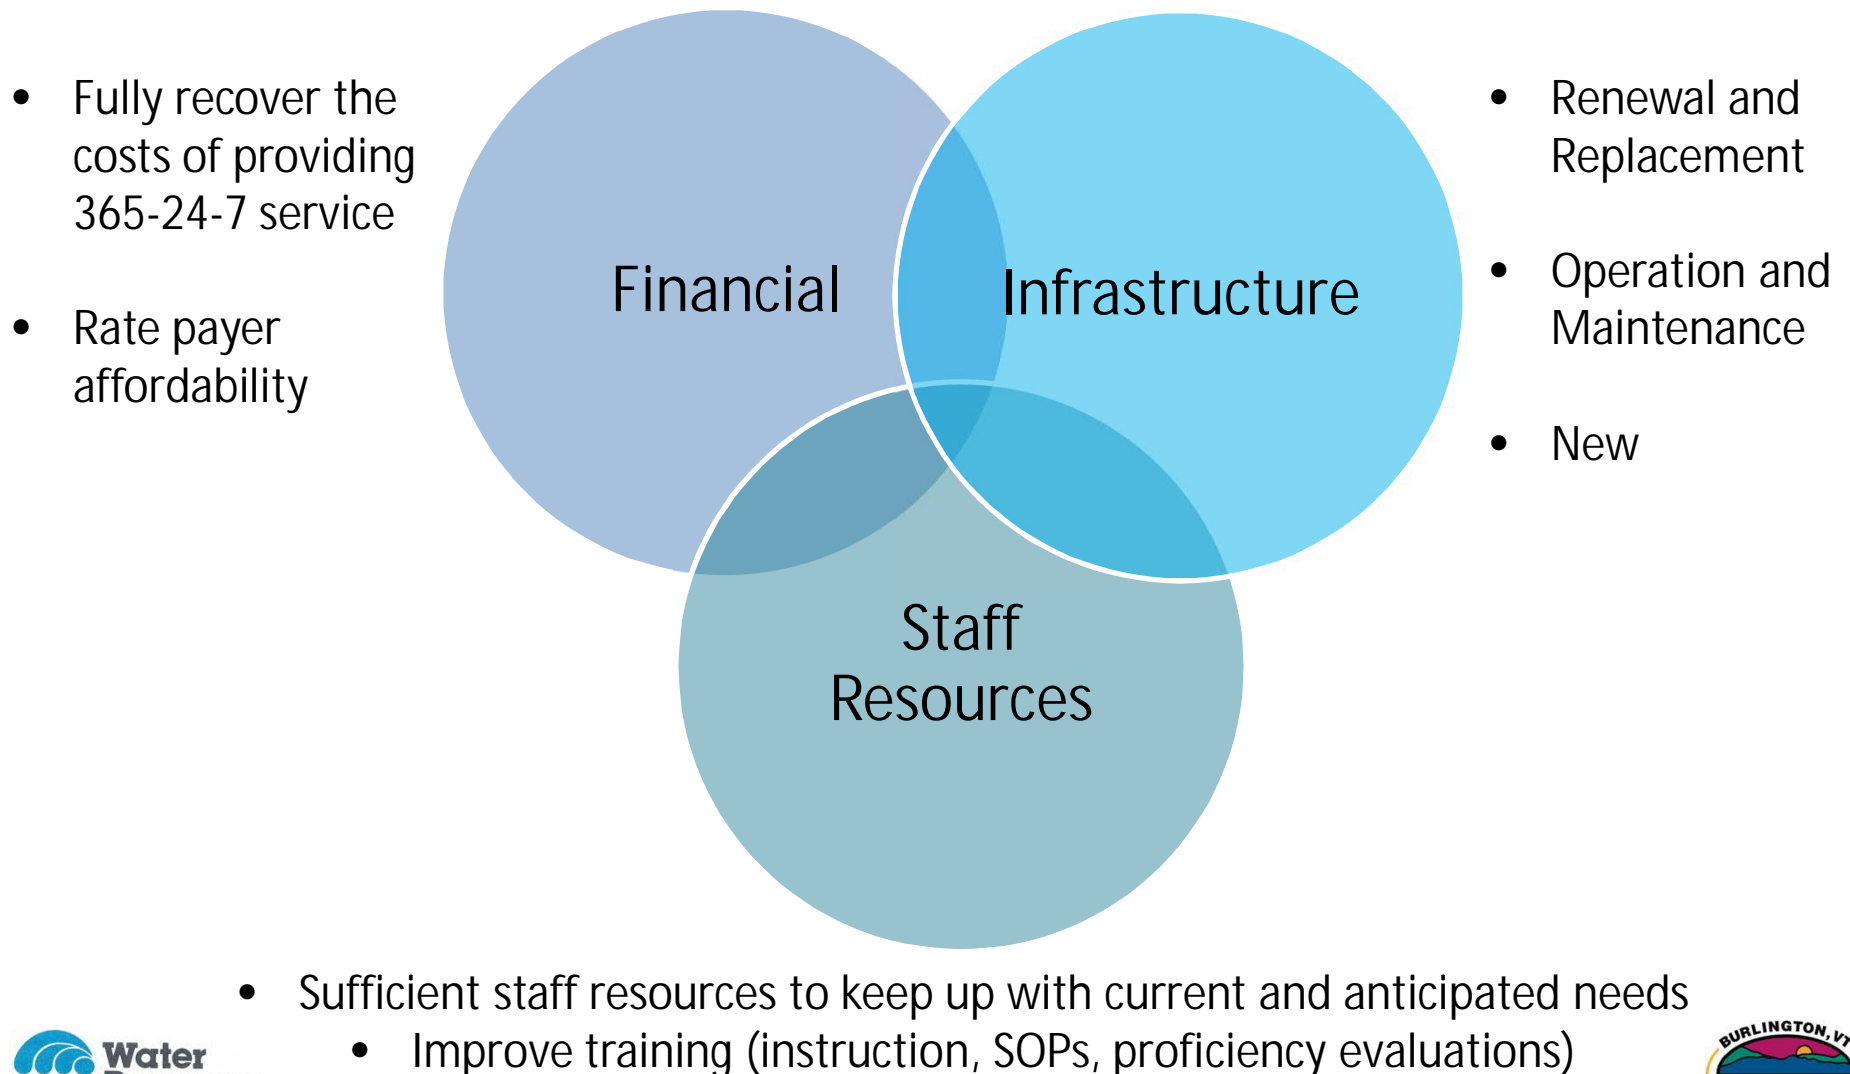 • Fully recover the
costs of providing
365-24-7 service
• Rate payer
affordability
Financial
Infrastructure
Staff
Resources
• Renewal and
Replacement
• Operation and
Maintenance
• New
• Sufficient staff resources to keep up with current and anticipated needs
• Improve training (instruction, SOPs, proficiency evaluations)
Water
BURLINGTON, VT